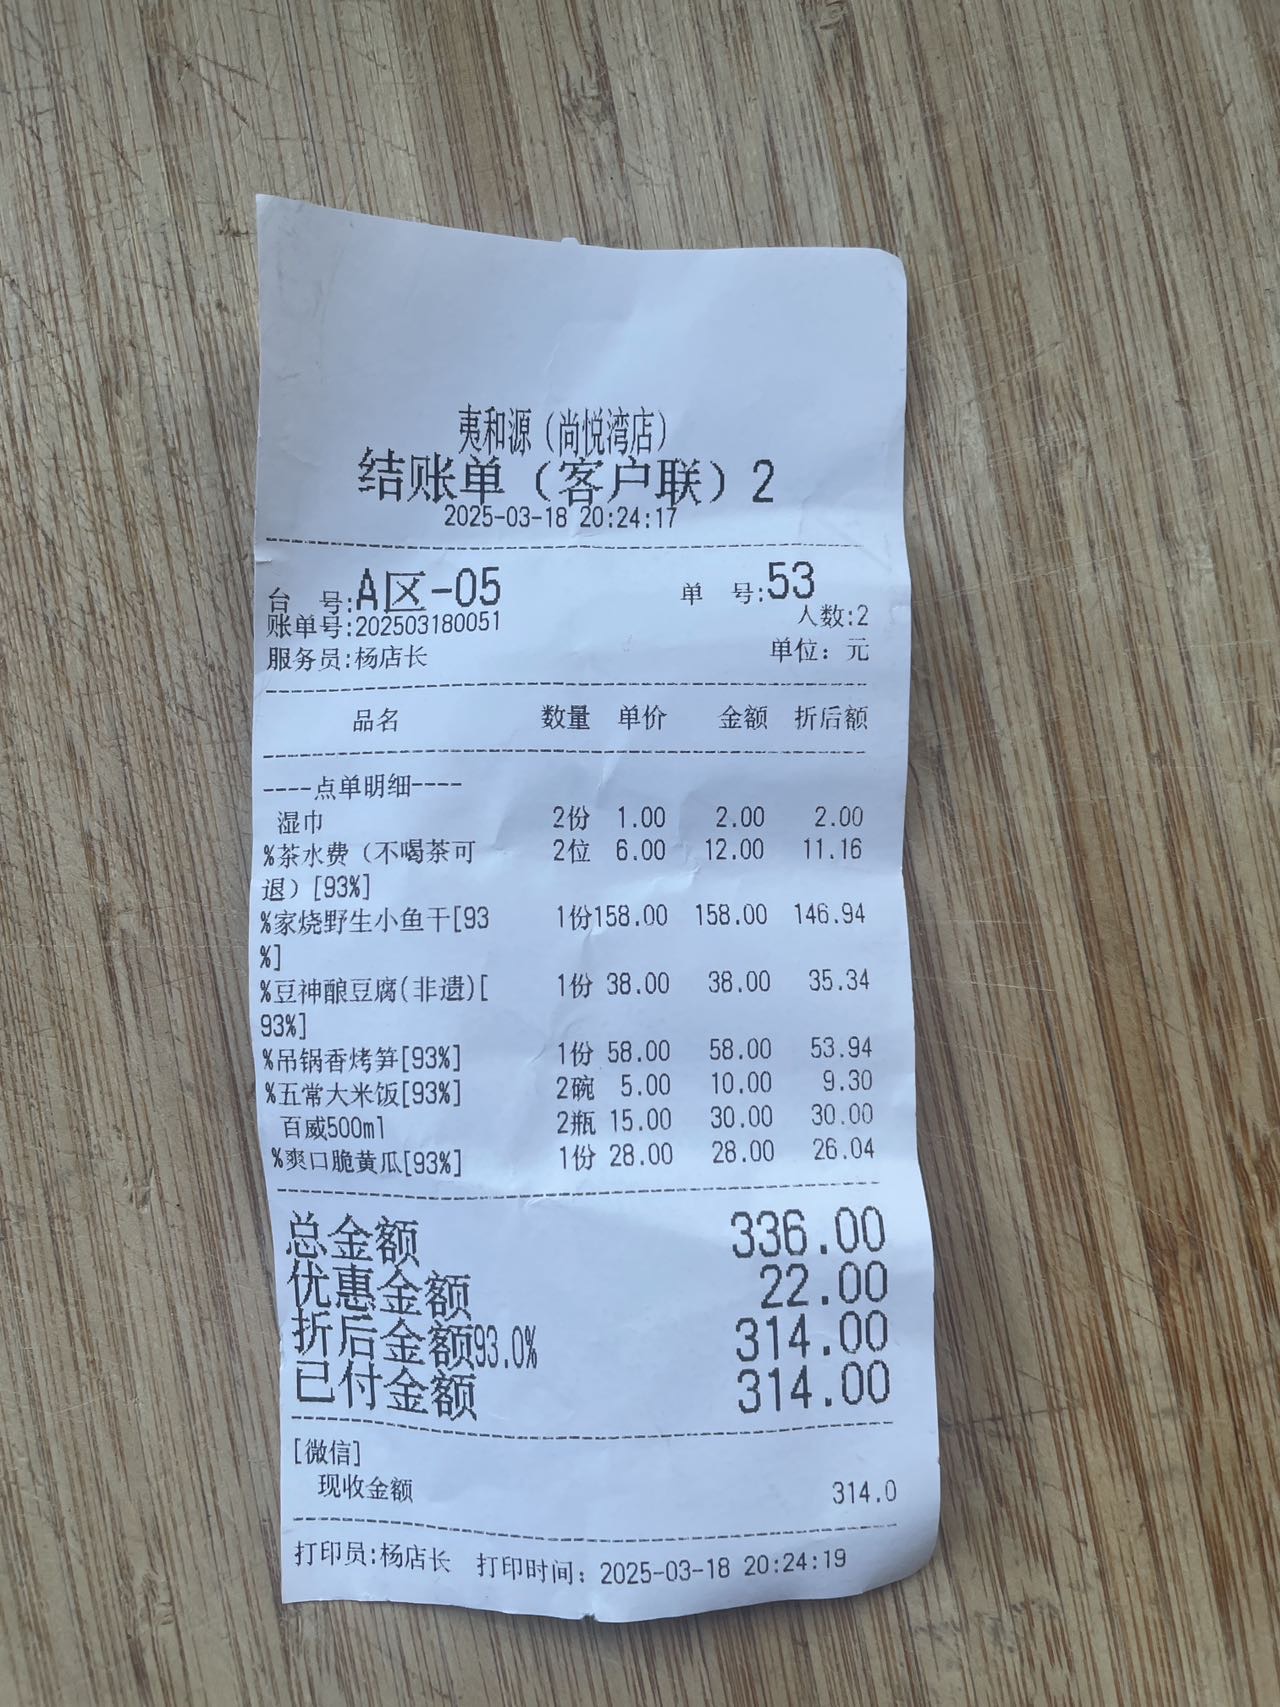 夷和源（尚悦湾店）
结账单（客户联）2
2025-03-18 20:24:17
台 号:A区-05 单 号:53
账单号:202503180051 人数:2
服务员:杨店长 单位：元
品名 数量 单价 金额 折后额
----点单明细----
湿巾 2份 1.00 2.00 2.00
%茶水费（不喝茶可 2位 6.00 12.00 11.16
退）[93%]
%家烧野生小鱼干[93 1份158.00 158.00 146.94
%]
%豆神酿豆腐(非遗)[ 1份 38.00 38.00 35.34
93%]
%吊锅香烤笋[93%] 1份 58.00 58.00 53.94
%五常大米饭[93%] 2碗 5.00 10.00 9.30
百威500ml 2瓶 15.00 30.00 30.00
%爽口脆黄瓜[93%] 1份 28.00 28.00 26.04
总金额 336.00
优惠金额 22.00
折后金额93.0% 314.00
已付金额 314.00
[微信]
现收金额 314.0
打印员:杨店长 打印时间：2025-03-18 20:24:19